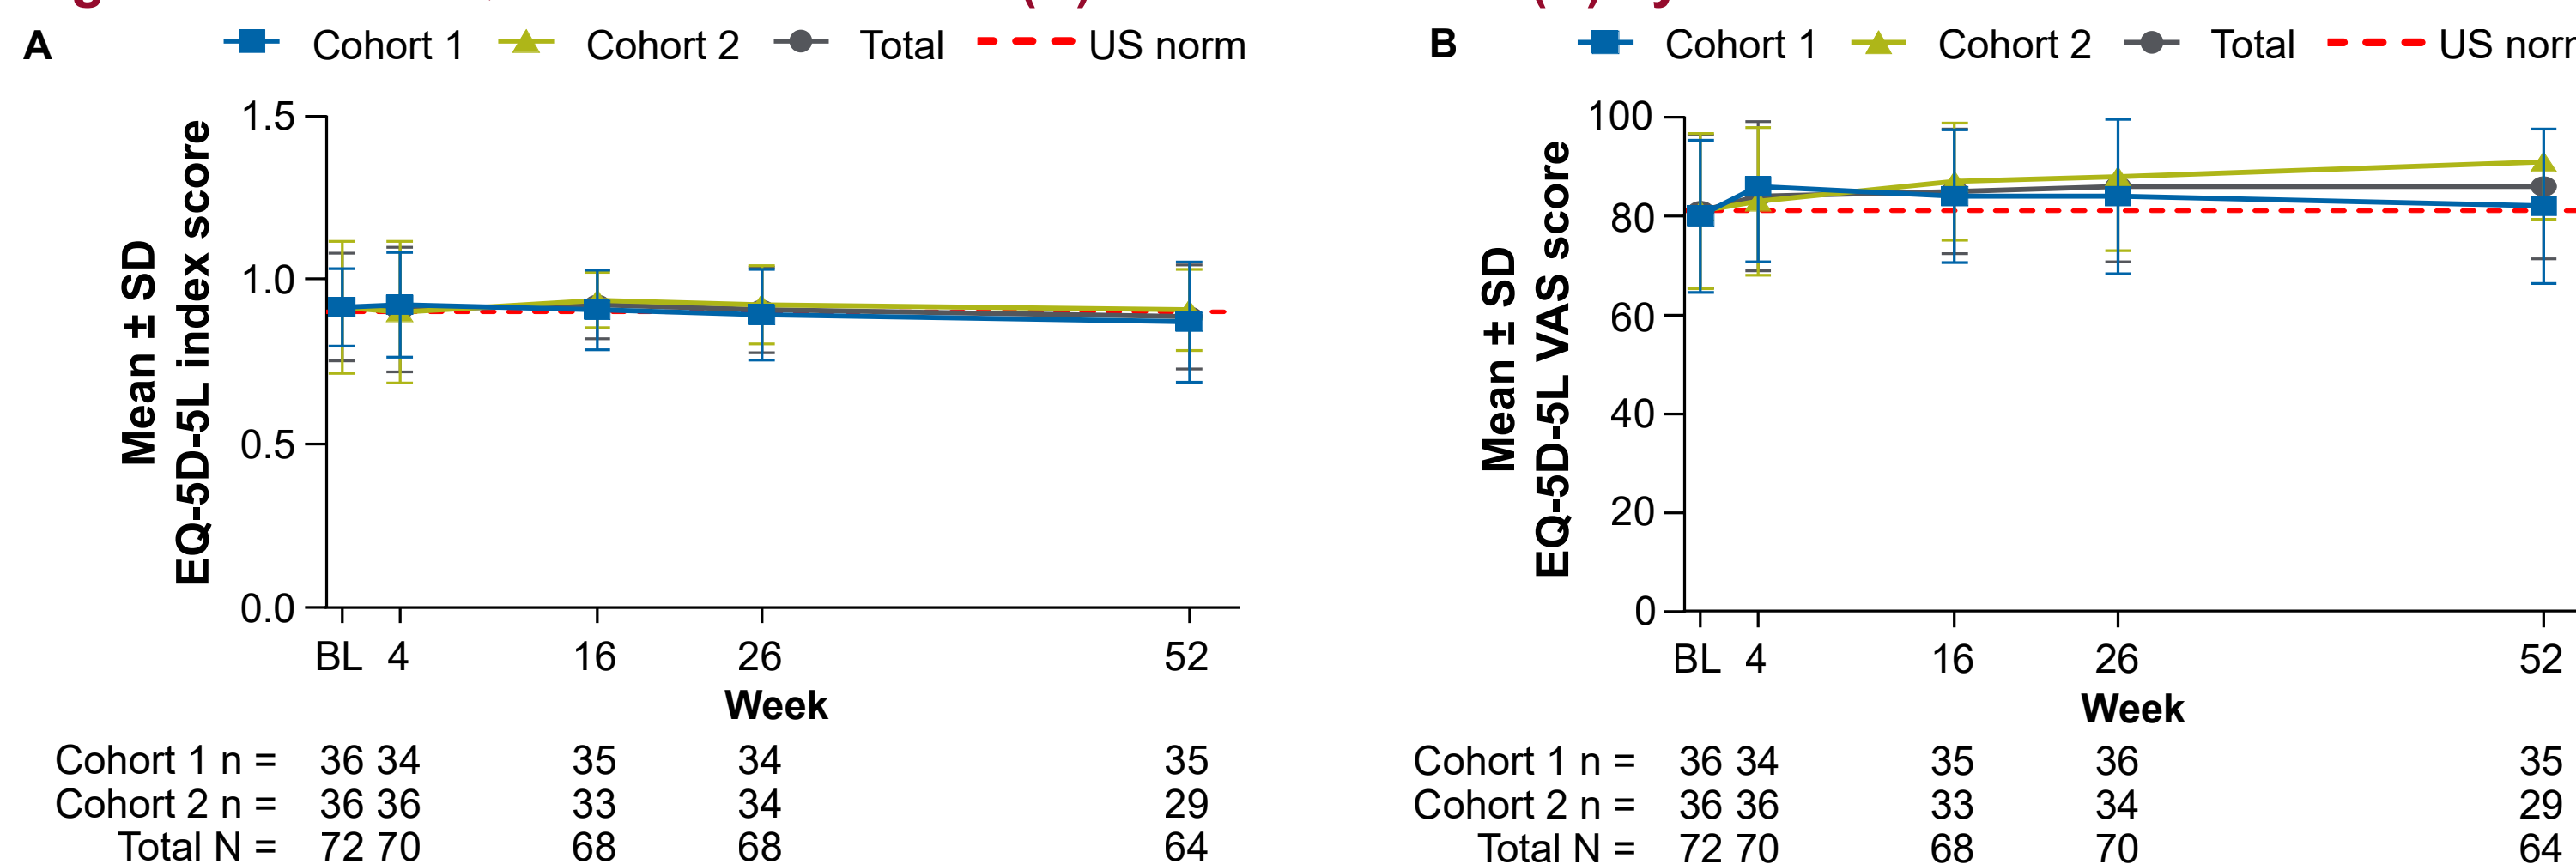 A
Cohort 1 Cohort 2 Total US norm
Mean ± SD
EQ-5D-5L index score
1.5
1.0
0.5
0.0
BL 4 16 26 52
Week
Cohort 1 n = 36 34 35 34 35
Cohort 2 n = 36 36 33 34 29
Total N = 72 70 68 68 64
B
Cohort 1 Cohort 2 Total US
Mean ± SD
EQ-5D-5L VAS score
100
80
60
40
20
0
BL 4 16 26 52
Week
Cohort 1 n = 36 34 35 36 35
Cohort 2 n = 36 36 33 34 29
Total N = 72 70 68 70 64